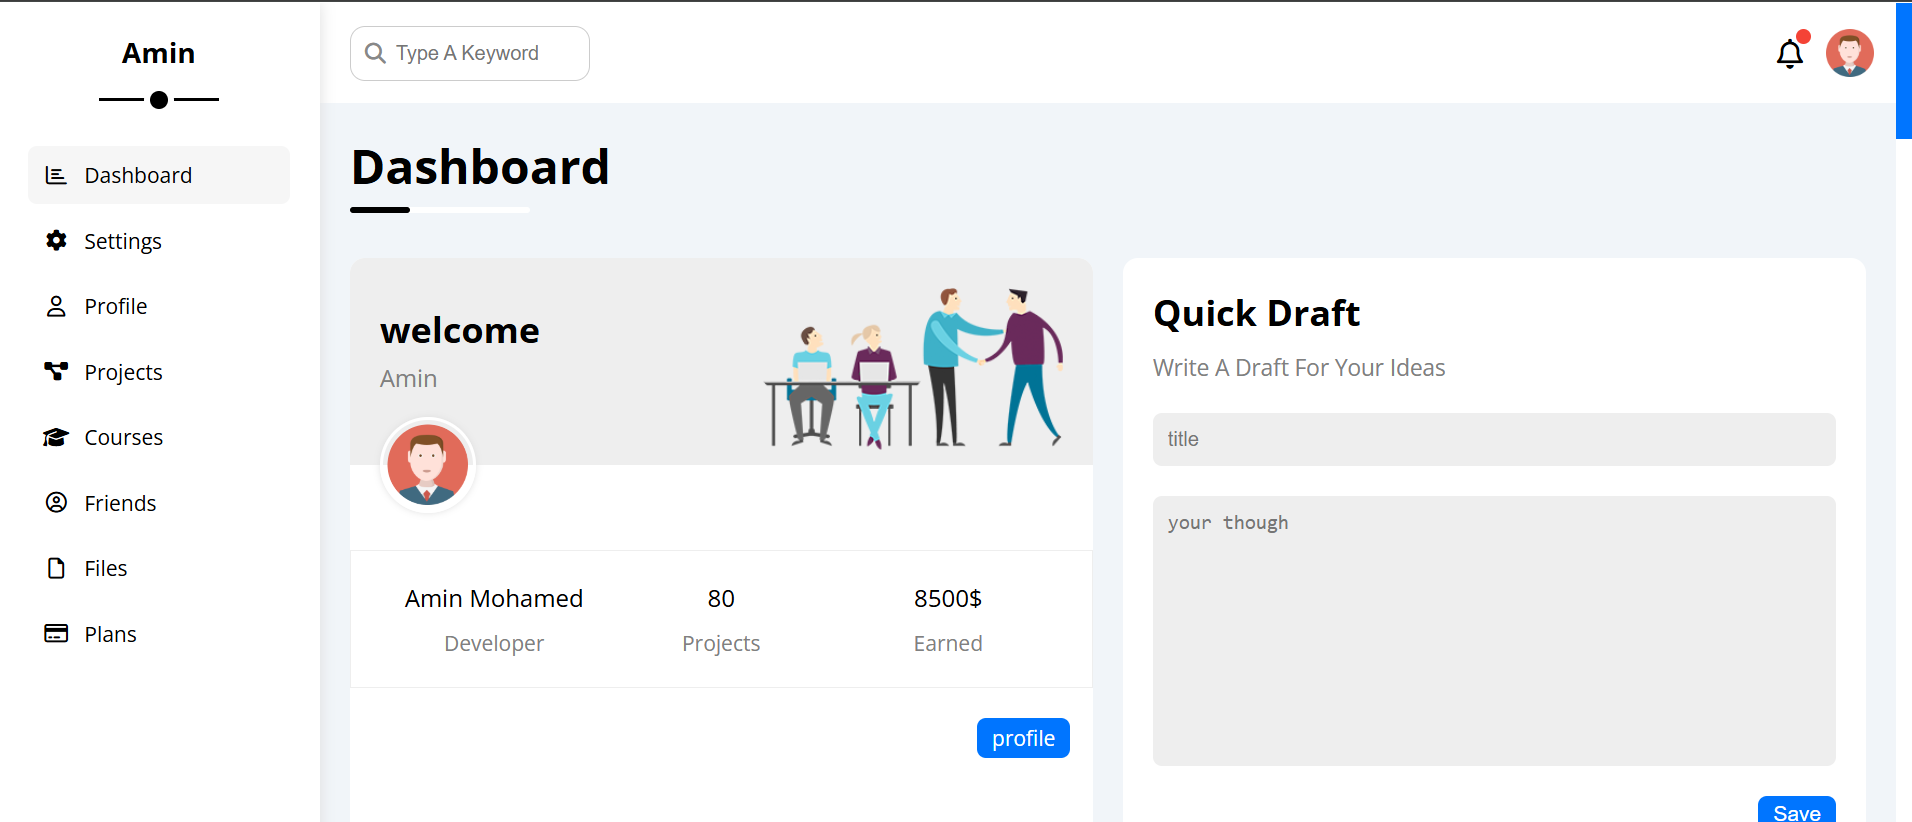 Amin
Dashboard
Settings
Profile
Projects
Courses
Friends
Files
Plans
Type A Keyword
Dashboard
welcome
Amin
Amin Mohamed
Developer
80
Projects
8500$
Earned
profile
Quick Draft
Write A Draft For Your Ideas
title
your though
Save